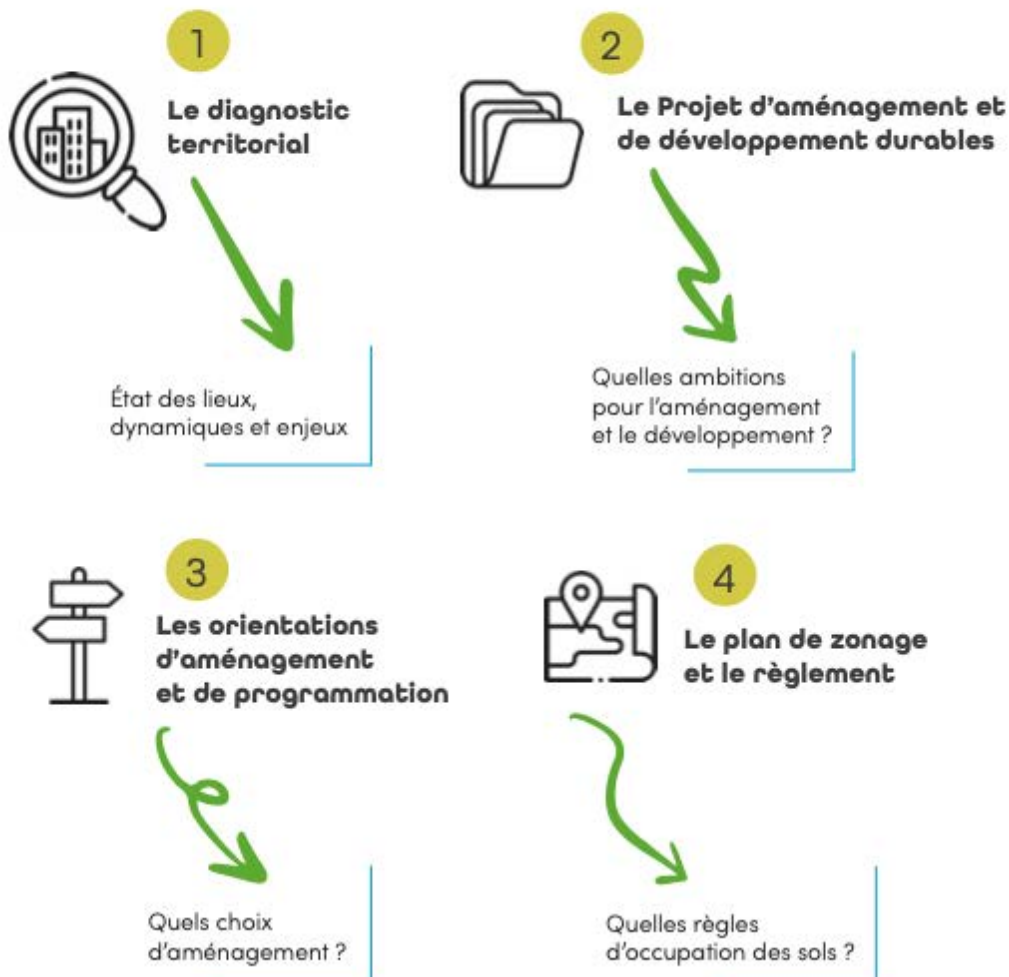 1
Le diagnostic
territorial
État des lieux,
dynamiques et enjeux
2
Le Projet d'aménagement et
de développement durables
Quelles ambitions
pour l'aménagement
et le développement ?
3
Les orientations
d'aménagement
et de programmation
Quels choix
d'aménagement ?
4
Le plan de zonage
et le règlement
Quelles règles
d'occupation des sols ?